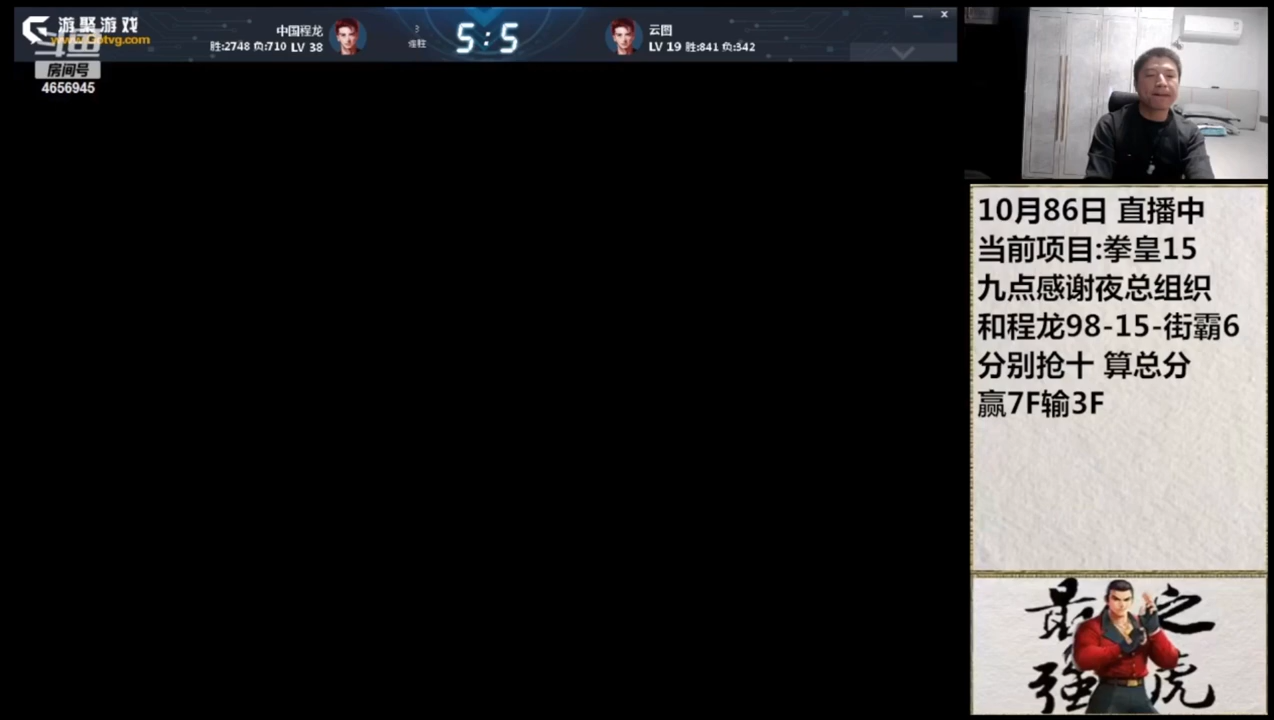 游聚游戏
房间号
4656945
中国程龙
胜:2748 负:710 LV 38
3
连胜
5:5
云图
LV 19 胜:841 负:342
10月86日 直播中
当前项目:拳皇15
九点感谢夜总组织
和程龙98-15-街霸6
分别抢十 算总分
赢7F输3F
最强之虎